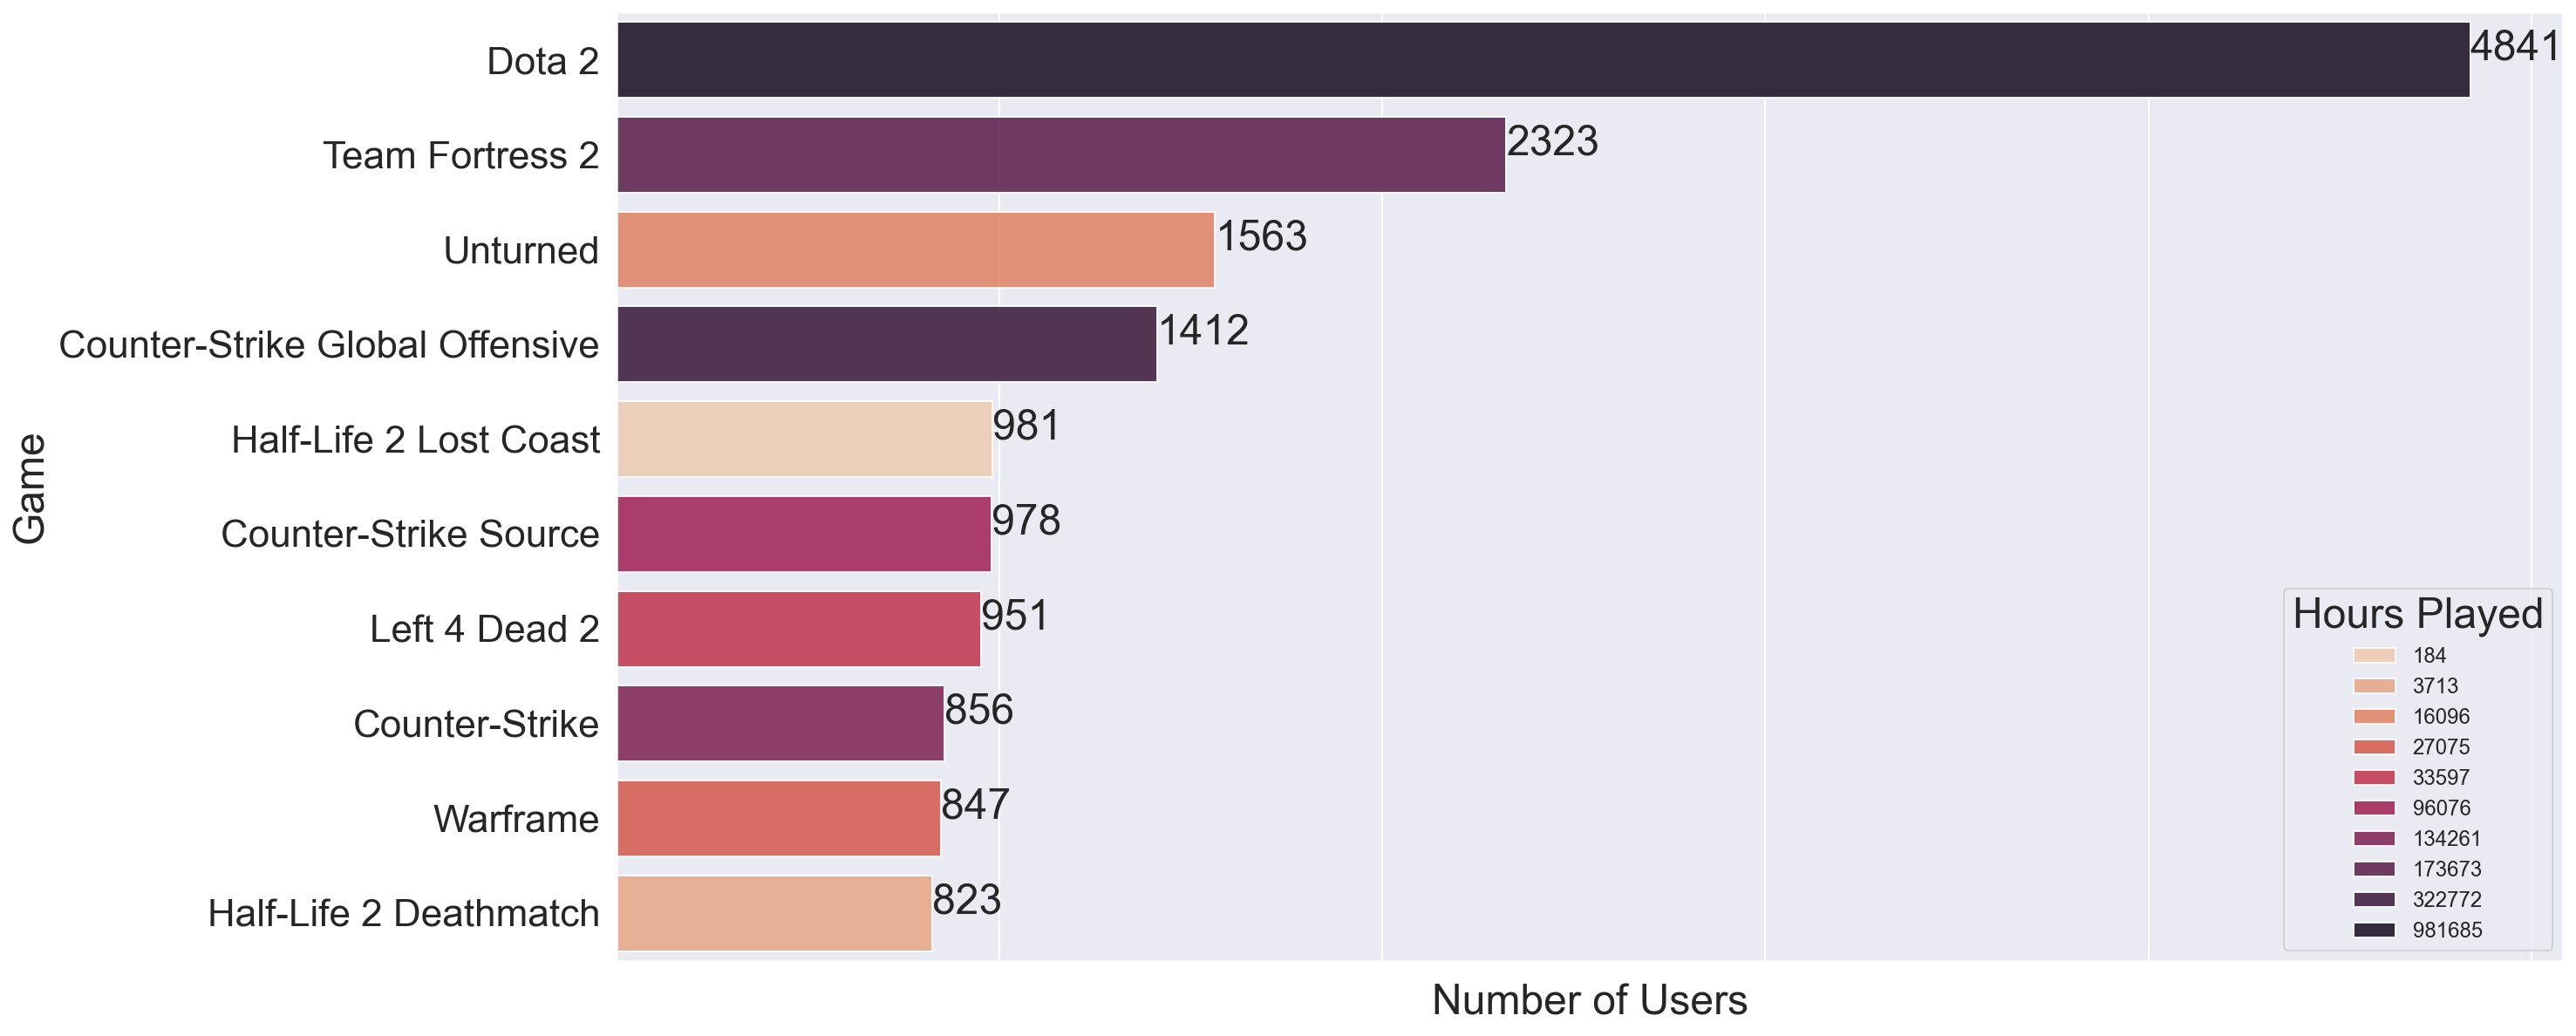 Dota 2
4841
Team Fortress 2
2323
Unturned
1563
Counter-Strike Global Offensive
1412
Half-Life 2 Lost Coast
981
Counter-Strike Source
978
Left 4 Dead 2
951
Counter-Strike
856
Warframe
847
Half-Life 2 Deathmatch
823
Game
Number of Users
Hours Played
184
3713
16096
27075
33597
96076
134261
173673
322772
981685